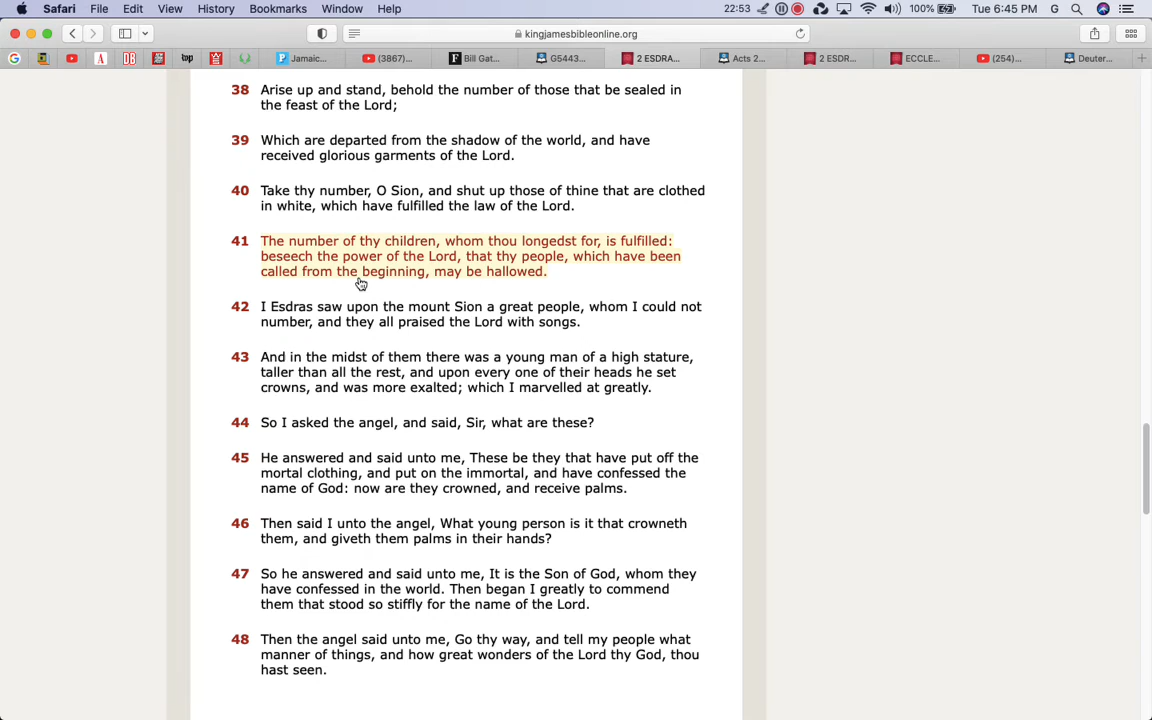 Safari File Edit View History Bookmarks Window Help 22:53 100% Tue 6:45 PM G
kingjamesbibleonline.org
Jamaic... (3867)... Bill Gat... G5443... 2 ESDRA... Acts 2... 2 ESDR... ECCLE... (254)... Deuter...
38 Arise up and stand, behold the number of those that be sealed in
the feast of the Lord;
39 Which are departed from the shadow of the world, and have
received glorious garments of the Lord.
40 Take thy number, O Sion, and shut up those of thine that are clothed
in white, which have fulfilled the law of the Lord.
41 The number of thy children, whom thou longedst for, is fulfilled:
beseech the power of the Lord, that thy people, which have been
called from the beginning, may be hallowed.
42 I Esdras saw upon the mount Sion a great people, whom I could not
number, and they all praised the Lord with songs.
43 And in the midst of them there was a young man of a high stature,
taller than all the rest, and upon every one of their heads he set
crowns, and was more exalted; which I marvelled at greatly.
44 So I asked the angel, and said, Sir, what are these?
45 He answered and said unto me, These be they that have put off the
mortal clothing, and put on the immortal, and have confessed the
name of God: now are they crowned, and receive palms.
46 Then said I unto the angel, What young person is it that crowneth
them, and giveth them palms in their hands?
47 So he answered and said unto me, It is the Son of God, whom they
have confessed in the world. Then began I greatly to commend
them that stood so stiffly for the name of the Lord.
48 Then the angel said unto me, Go thy way, and tell my people what
manner of things, and how great wonders of the Lord thy God, thou
hast seen.